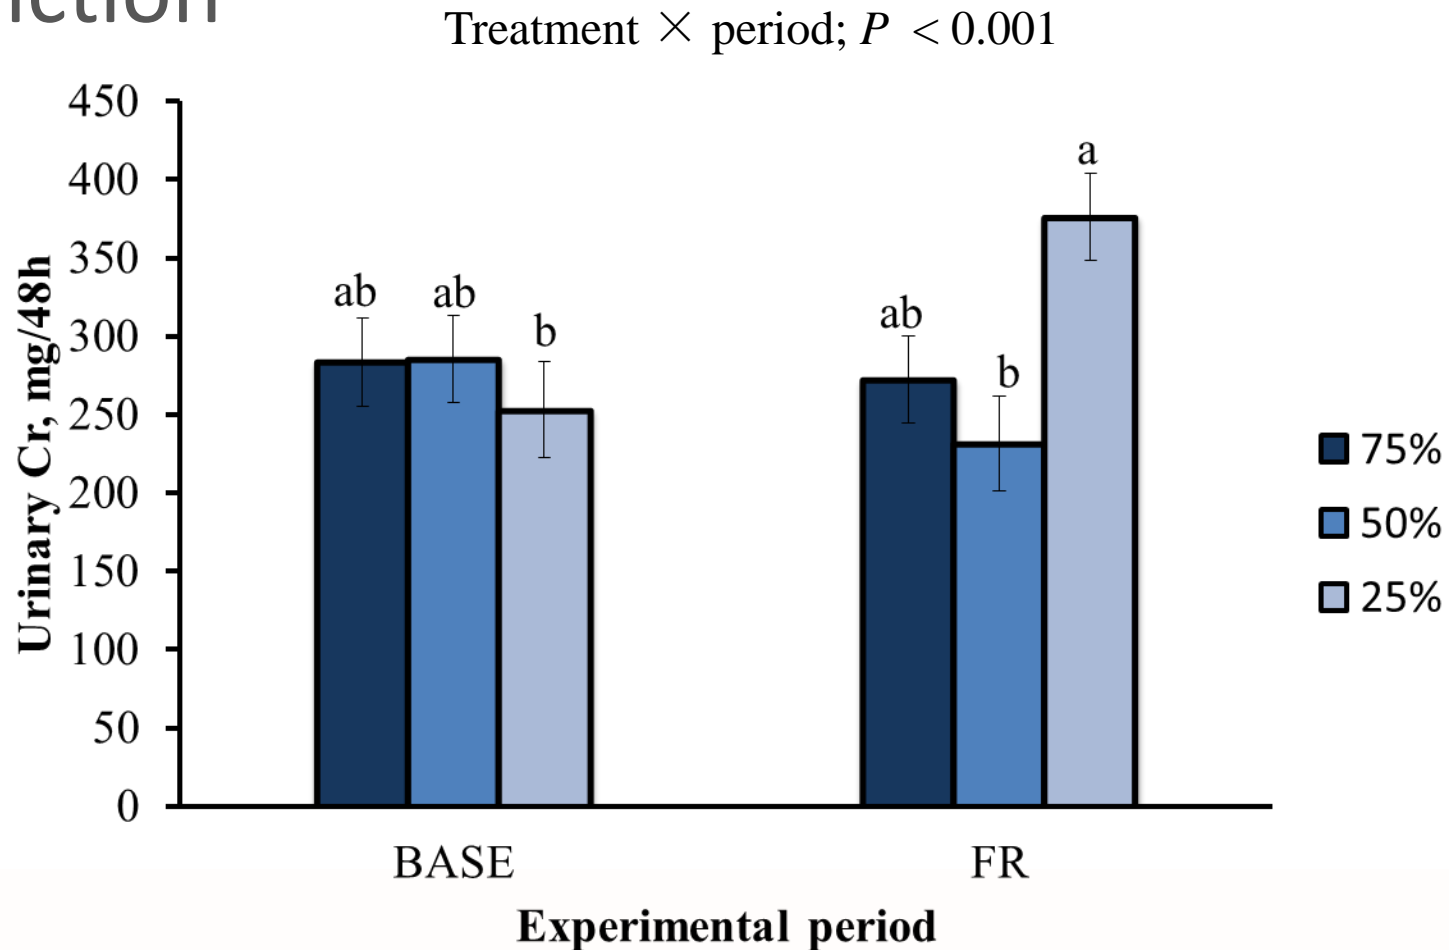 Treatment × period; P < 0.001
450
400
350
300
250
200
150
100
50
0
Urinary Cr, mg/48h
ab
ab
b
ab
b
a
75%
50%
25%
BASE
FR
Experimental period